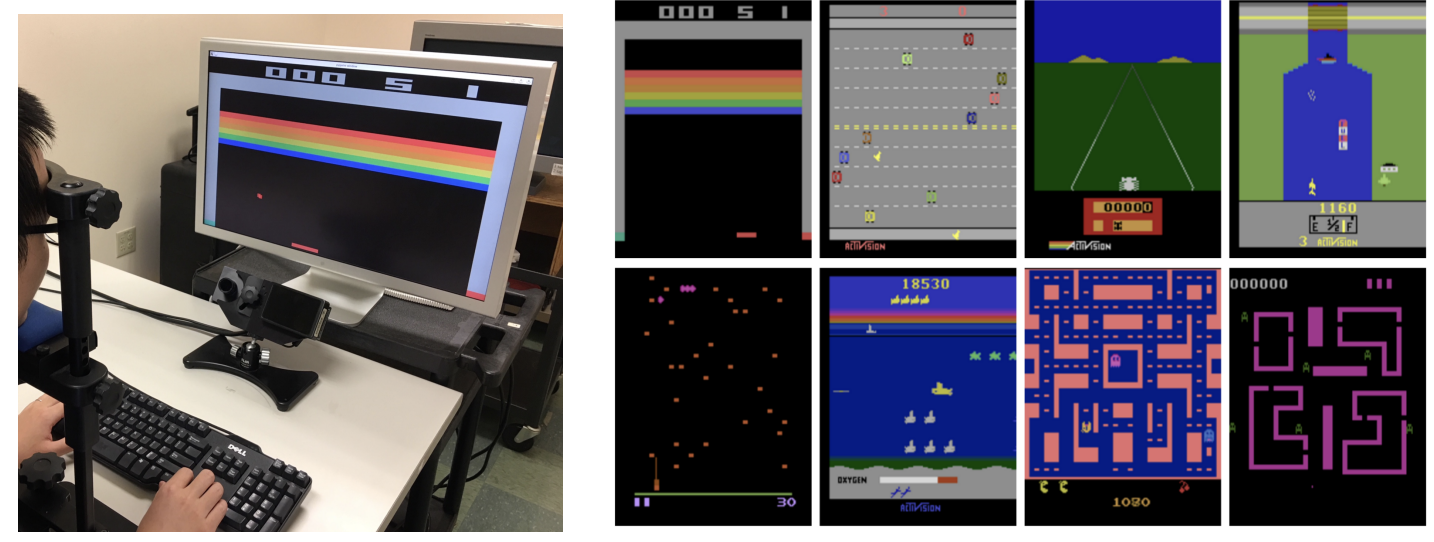 000 5 1
DELL
000 5 1
ACTIVISION
00000
ACTIVISION
FUEL
1160
E 1/2 F
3 ACTIVISION
30
18530
OXYGEN
ACTIVISION
1080
000000